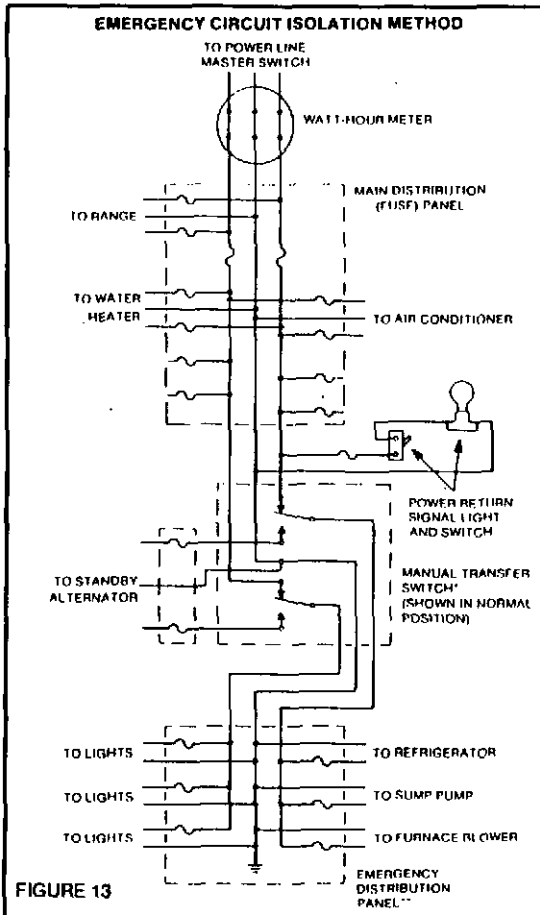 EMERGENCY CIRCUIT ISOLATION METHOD
TO POWER LINE
MASTER SWITCH
WATT-HOUR METER
MAIN DISTRIBUTION
(FUSE) PANEL
TO RANGE
TO WATER
HEATER
TO AIR CONDITIONER
POWER RETURN
SIGNAL LIGHT
AND SWITCH
TO STANDBY
ALTERNATOR
MANUAL TRANSFER
SWITCH*
(SHOWN IN NORMAL
POSITION)
TO LIGHTS
TO REFRIGERATOR
TO LIGHTS
TO SUMP PUMP
TO LIGHTS
TO FURNACE BLOWER
EMERGENCY
DISTRIBUTION
PANEL**
FIGURE 13